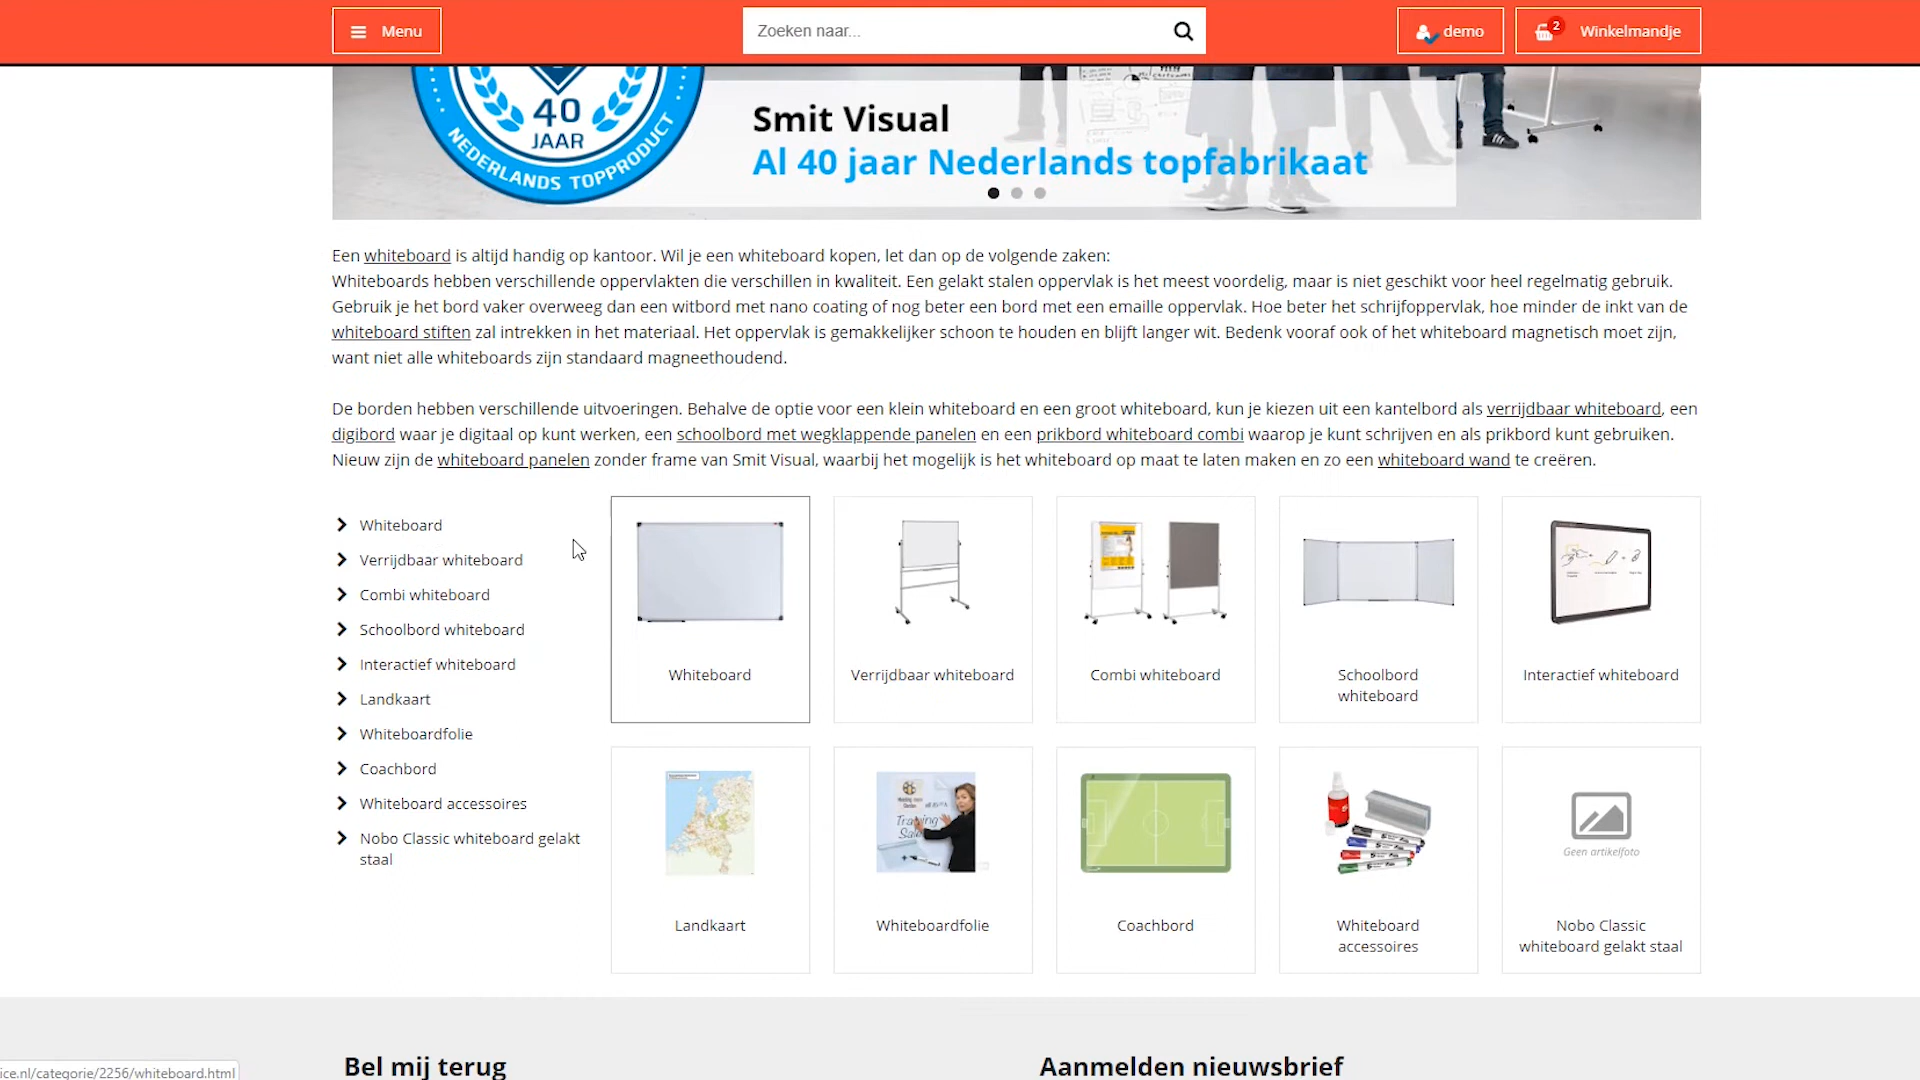 Menu
Zoeken naar...
demo
2
Winkelmandje
40
JAAR
NEDERLANDS TOPPRODUCT
Smit Visual
Al 40 jaar Nederlands topfabrikaat
Een whiteboard is altijd handig op kantoor. Wil je een whiteboard kopen, let dan op de volgende zaken:
Whiteboards hebben verschillende oppervlakten die verschillen in kwaliteit. Een gelakt stalen oppervlak is het meest voordelig, maar is niet geschikt voor heel regelmatig gebruik.
Gebruik je het bord vaker overweeg dan een witbord met nano coating of nog beter een bord met een emaille oppervlak. Hoe beter het schrijfoppervlak, hoe minder de inkt van de
whiteboard stiften zal intrekken in het materiaal. Het oppervlak is gemakkelijker schoon te houden en blijft langer wit. Bedenk vooraf ook of het whiteboard magnetisch moet zijn,
want niet alle whiteboards zijn standaard magneethoudend.
De borden hebben verschillende uitvoeringen. Behalve de optie voor een klein whiteboard en een groot whiteboard, kun je kiezen uit een kantelbord als verrijdbaar whiteboard, een
digibord waar je digitaal op kunt werken, een schoolbord met wegklappende panelen en een prikbord whiteboard combi waarop je kunt schrijven en als prikbord kunt gebruiken.
Nieuw zijn de whiteboard panelen zonder frame van Smit Visual, waarbij het mogelijk is het whiteboard op maat te laten maken en zo een whiteboard wand te creëren.
Whiteboard
Verrijdbaar whiteboard
Combi whiteboard
Schoolbord whiteboard
Interactief whiteboard
Landkaart
Whiteboardfolie
Coachbord
Whiteboard accessoires
Nobo Classic whiteboard gelakt
staal
Whiteboard
Verrijdbaar whiteboard
Combi whiteboard
Schoolbord
whiteboard
Interactief whiteboard
Geen artikelfoto
Landkaart
Whiteboardfolie
Coachbord
Whiteboard
accessoires
Nobo Classic
whiteboard gelakt staal
Bel mij terug
Aanmelden nieuwsbrief
ice.nl/categorie/2256/whiteboard.html